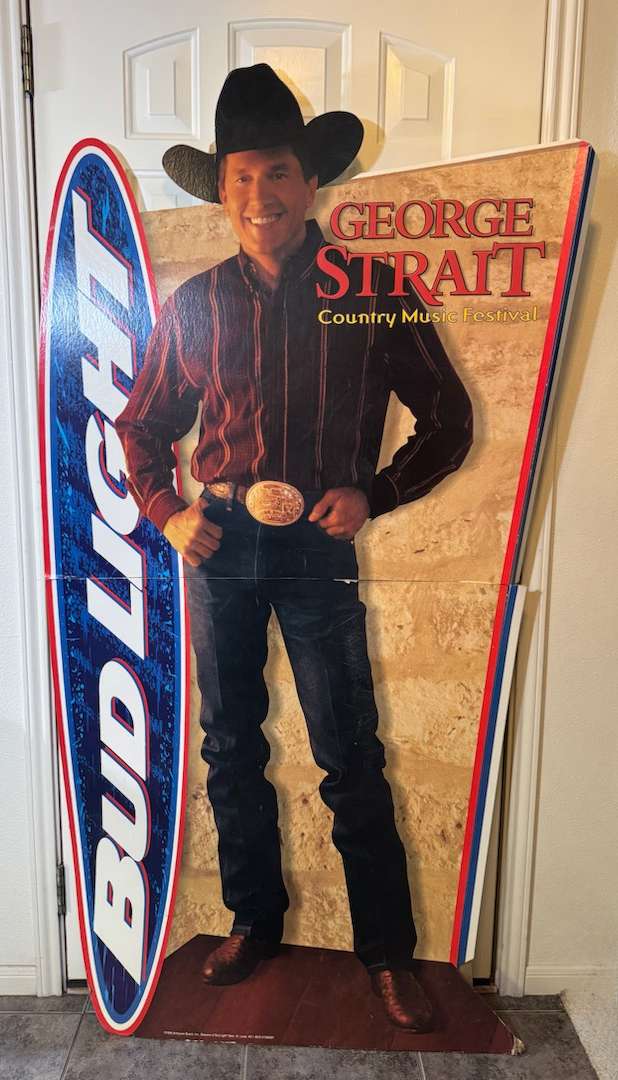 GEORGE
STRAIT
Country Music Festival
BUD LIGHT